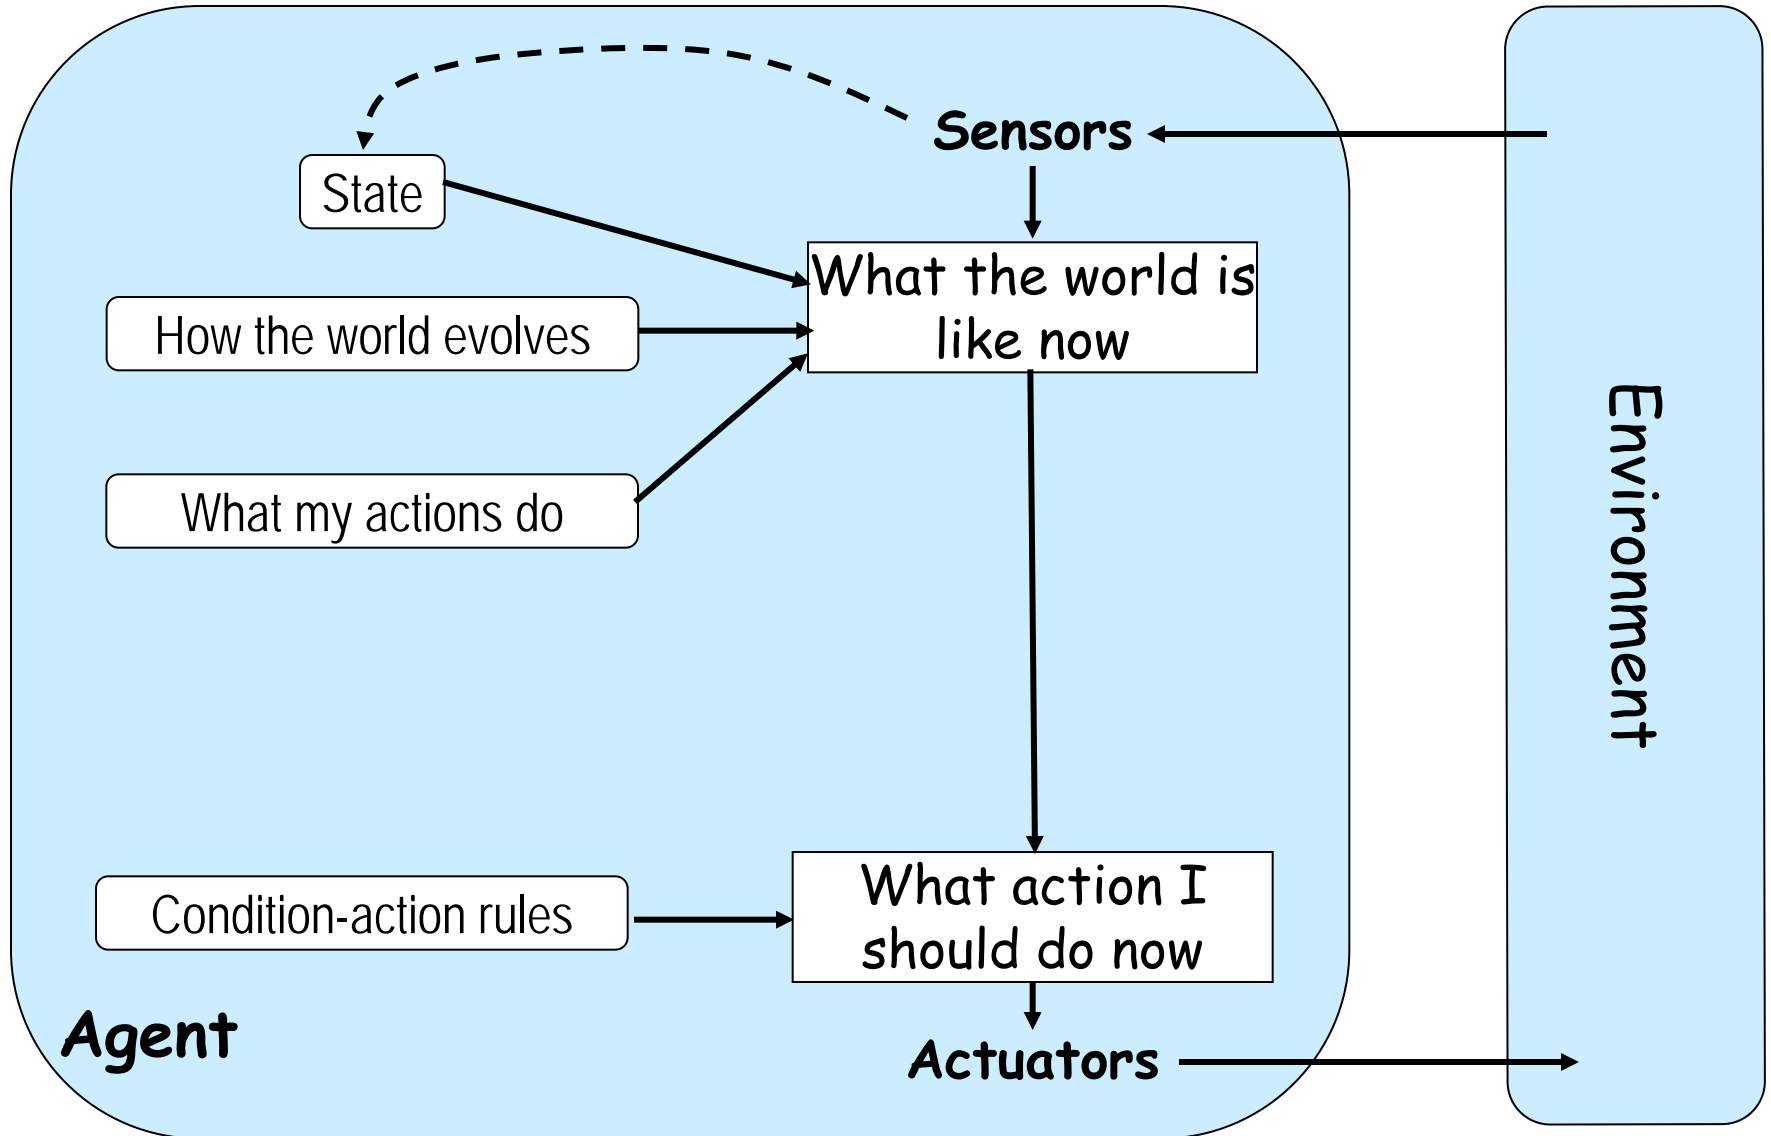 Sensors
State
What the world is
like now
How the world evolves
What my actions do
Environment
What action I
should do now
Condition-action rules
Agent
Actuators